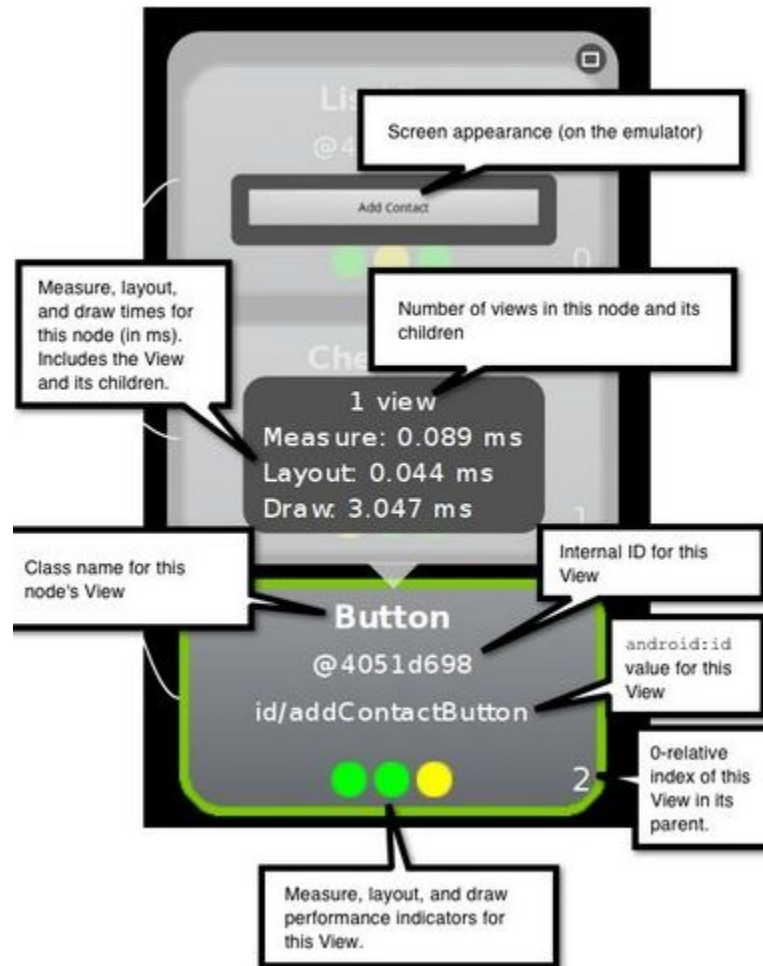 Lis
@4
Screen appearance (on the emulator)
Add Contact
0
Measure, layout,
and draw times for
this node (in ms).
Includes the View
and its children.
Number of views in this node and its
children
Che
1 view
Measure: 0.089 ms
Layout: 0.044 ms
Draw: 3.047 ms
1
Class name for this
node's View
Internal ID for this
View
Button
@4051d698
android:id
value for this
View
id/addContactButton
0-relative
index of this
View in its
parent.
2
Measure, layout, and draw
performance indicators for
this View.